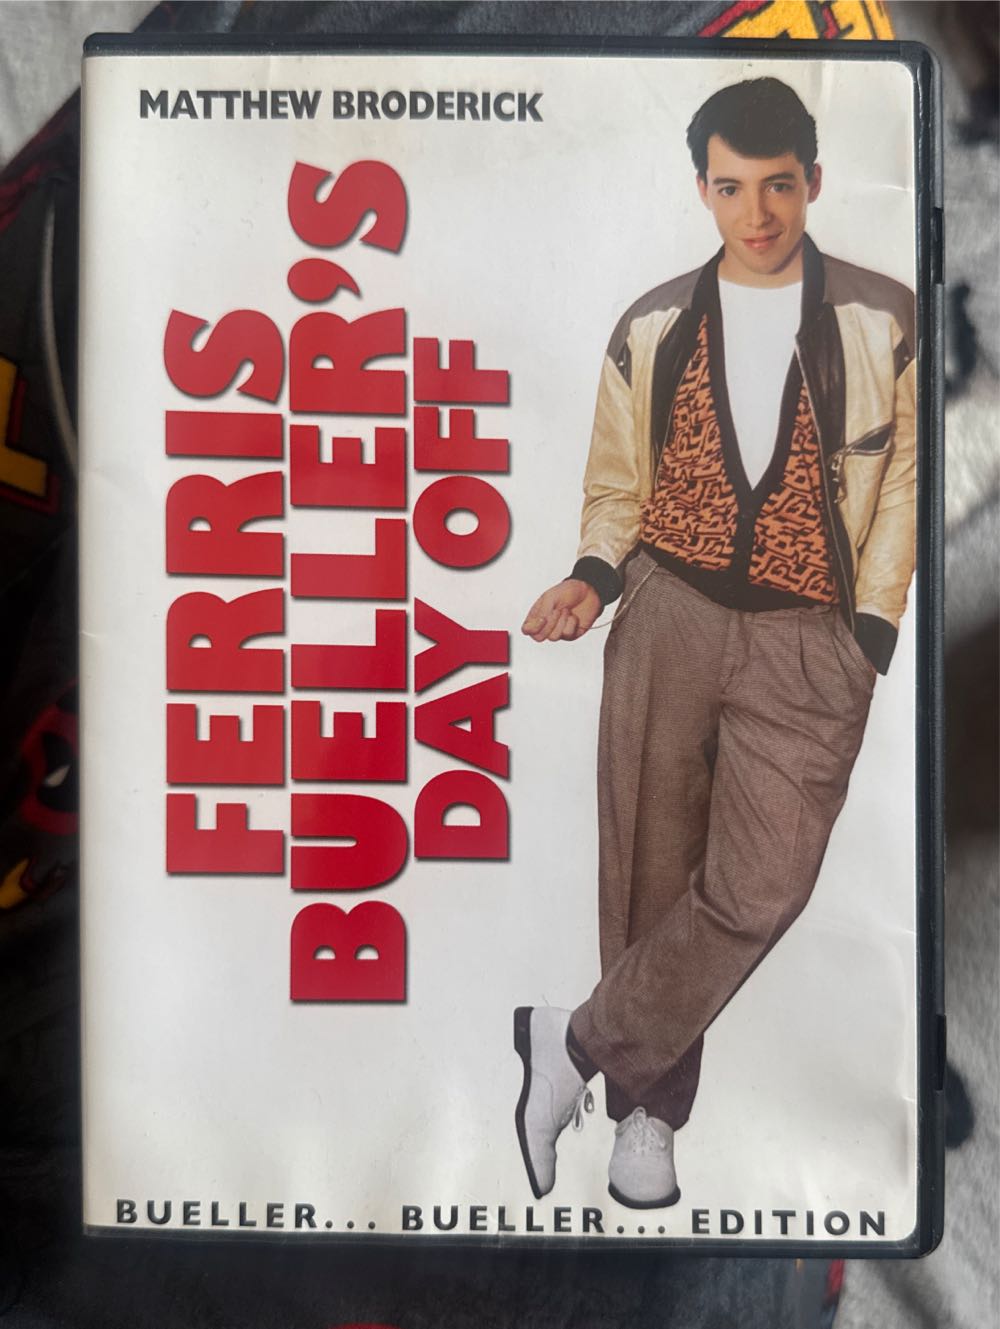 MATTHEW BRODERICK
FERRIS
BUELLER'S
DAY OFF
BUELLER... BUELLER... EDITION